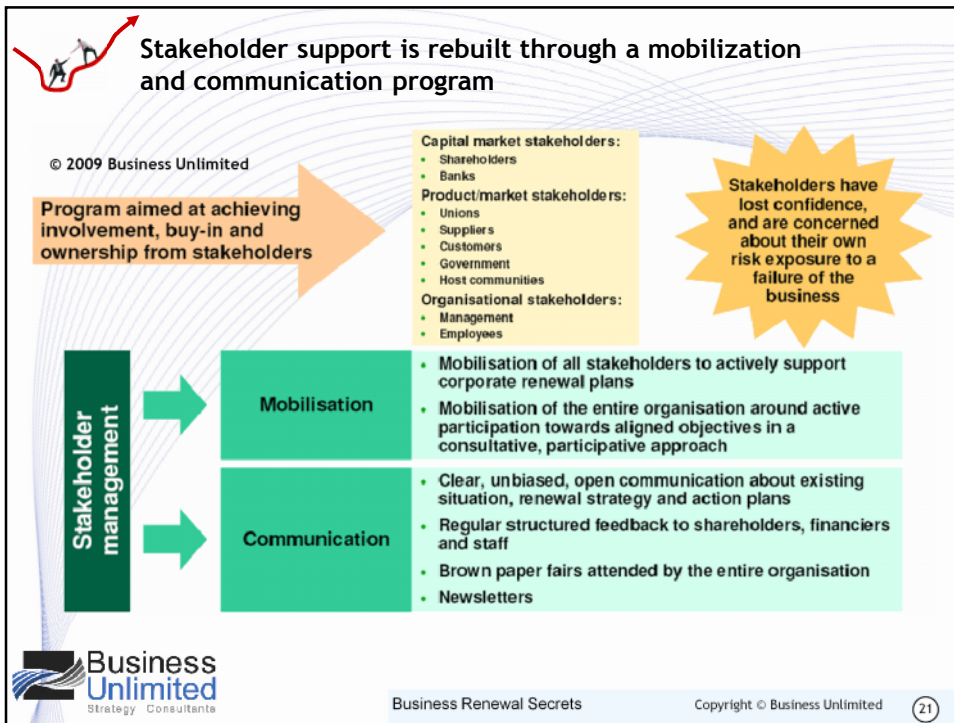 Stakeholder support is rebuilt through a mobilization
and communication program
© 2009 Business Unlimited
Program aimed at achieving
involvement, buy-in and
ownership from stakeholders
Capital market stakeholders:
• Shareholders
• Banks
Product/market stakeholders:
• Unions
• Suppliers
• Customers
• Government
• Host communities
Organisational stakeholders:
• Management
• Employees
Stakeholders have
lost confidence,
and are concerned
about their own
risk exposure to a
failure of the
business
Stakeholder
management
Mobilisation
• Mobilisation of all stakeholders to actively support
corporate renewal plans
• Mobilisation of the entire organisation around active
participation towards aligned objectives in a
consultative, participative approach
Communication
• Clear, unbiased, open communication about existing
situation, renewal strategy and action plans
• Regular structured feedback to shareholders, financiers
and staff
• Brown paper fairs attended by the entire organisation
• Newsletters
Business
Unlimited
Strategy Consultants
Business Renewal Secrets
Copyright © Business Unlimited
21